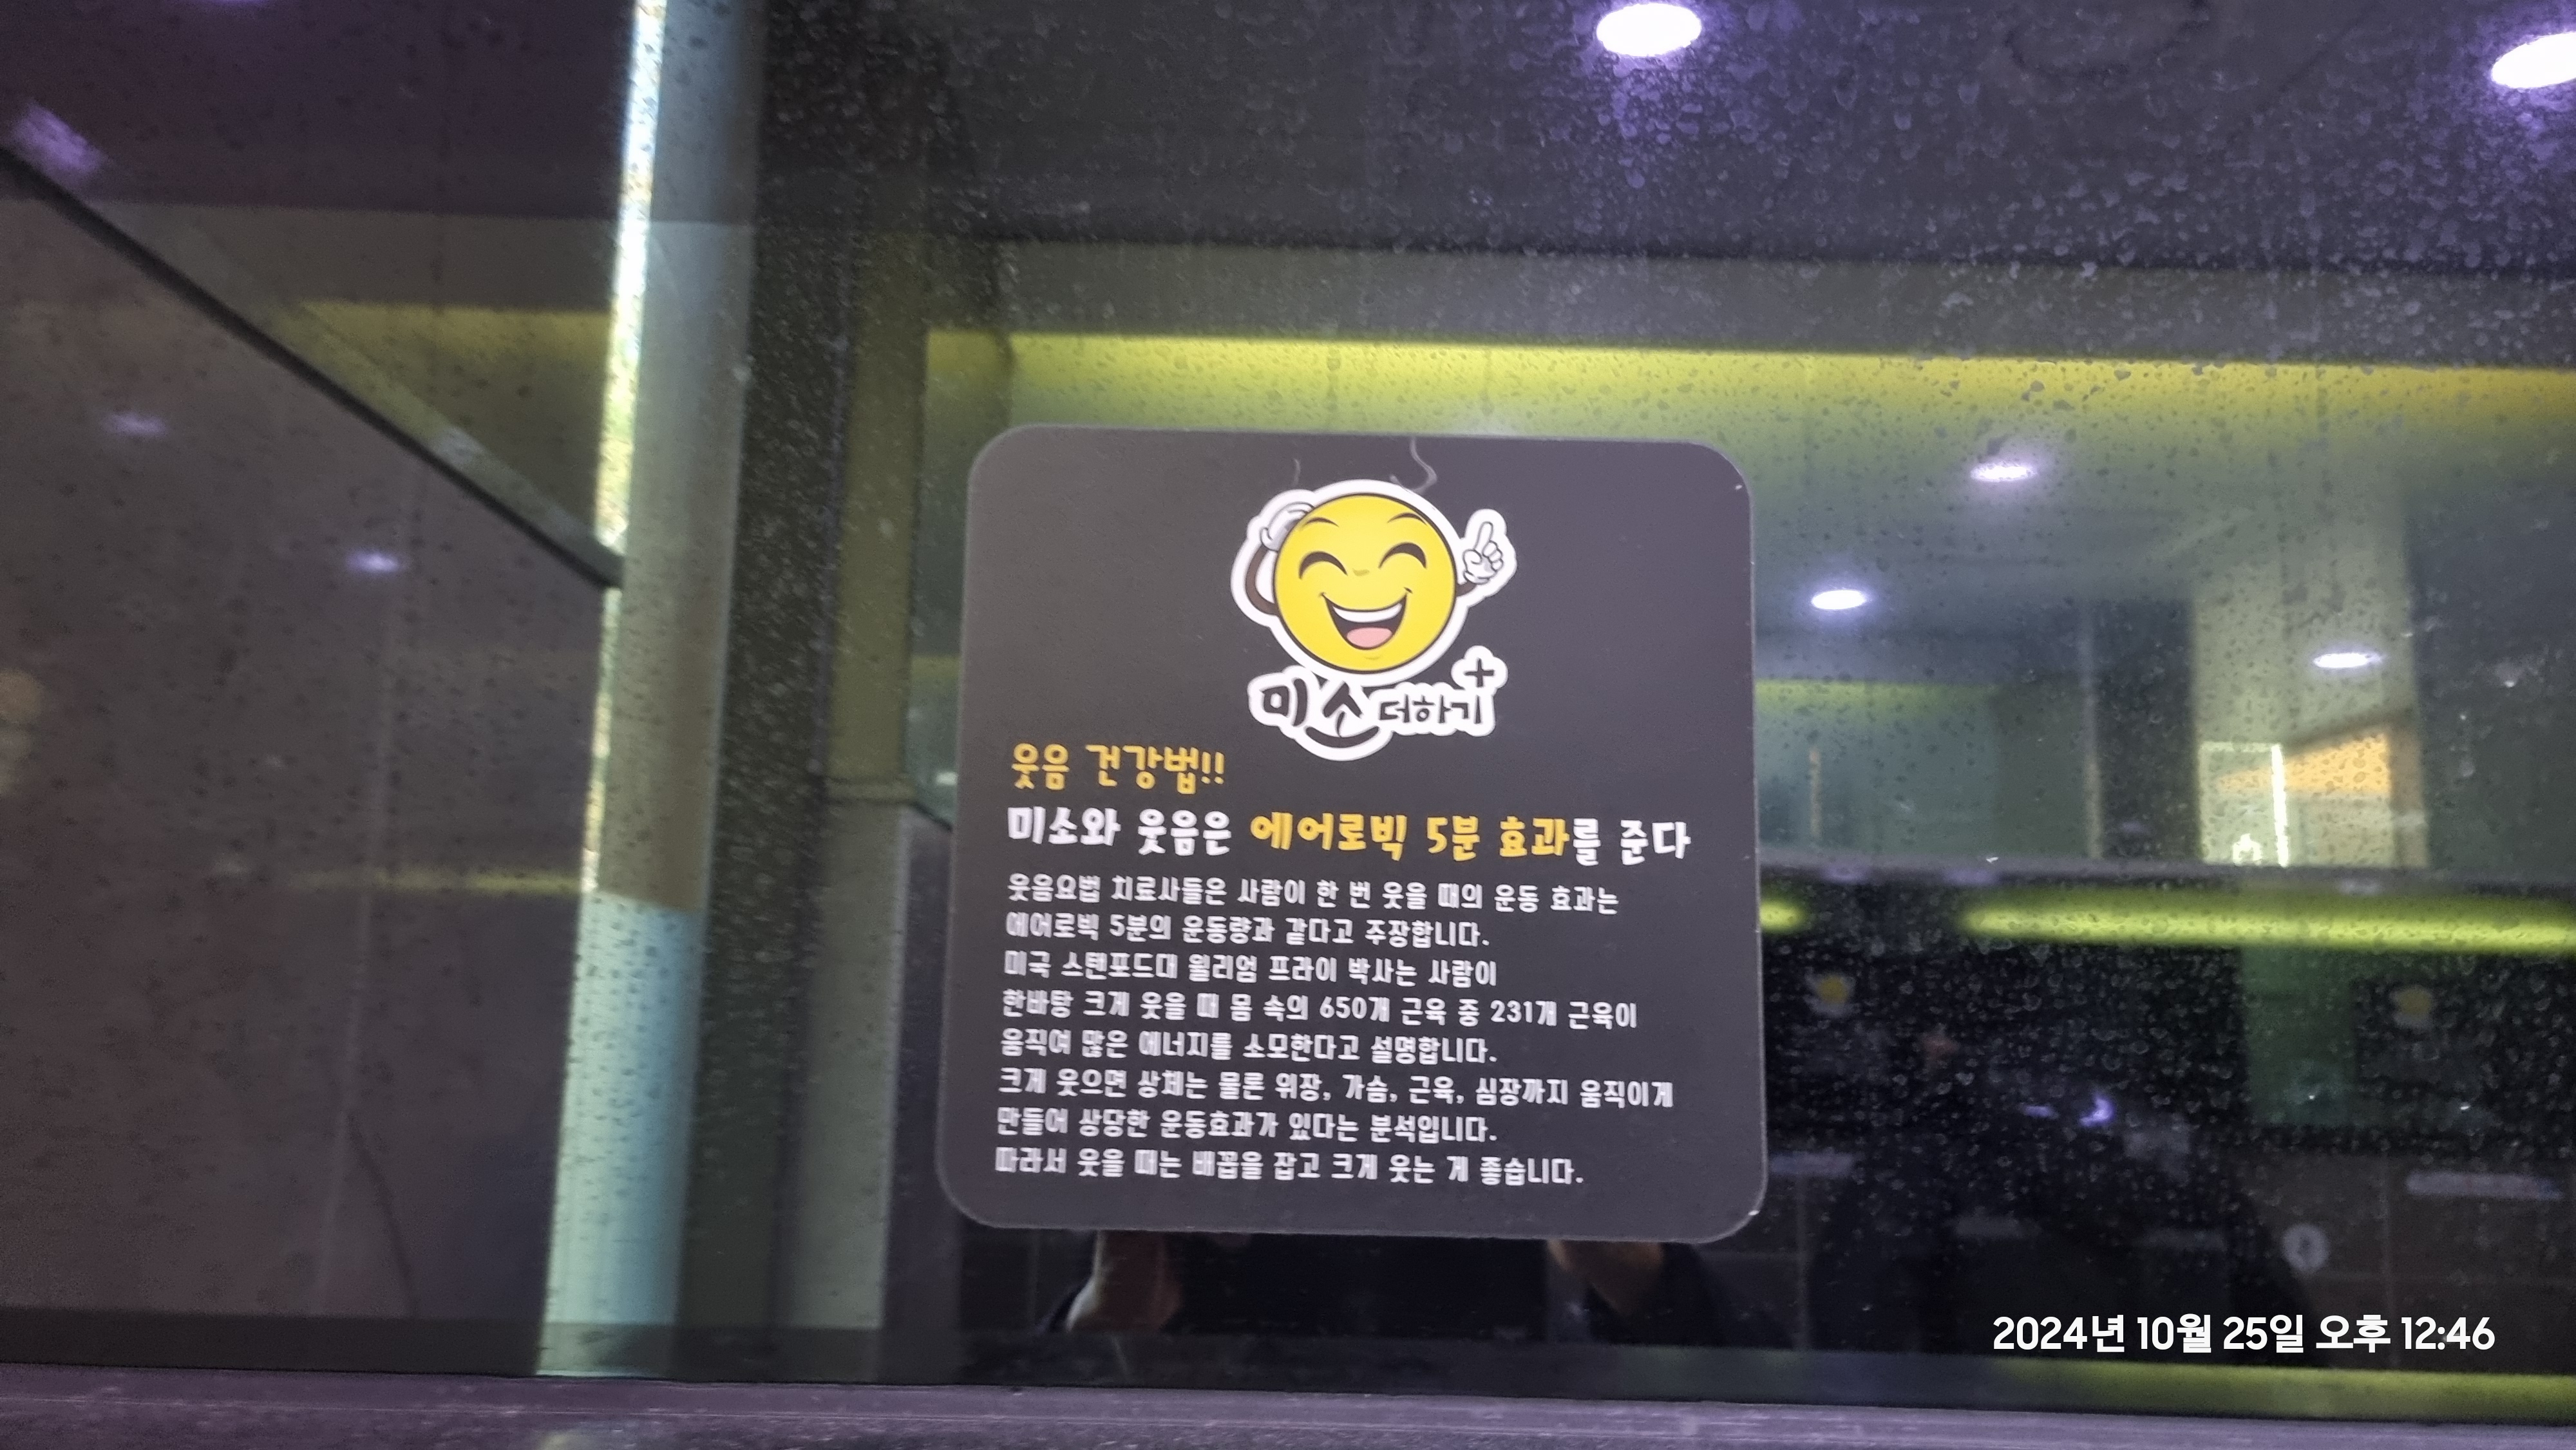 미소 더하기+
웃음 건강법!!
미소와 웃음은 에어로빅 5분 효과를 준다
웃음요법 치료사들은 사람이 한 번 웃을 때의 운동 효과는
에어로빅 5분의 운동량과 같다고 주장합니다.
미국 스탠포드대 윌리엄 프라이 박사는 사람이
한바탕 크게 웃을 때 몸 속의 650개 근육 중 231개 근육이
움직여 많은 에너지를 소모한다고 설명합니다.
크게 웃으면 상체는 물론 위장, 가슴, 근육, 심장까지 움직이게
만들어 상당한 운동효과가 있다는 분석입니다.
따라서 웃을 때는 배꼽을 잡고 크게 웃는 게 좋습니다.
2024년 10월 25일 오후 12:46